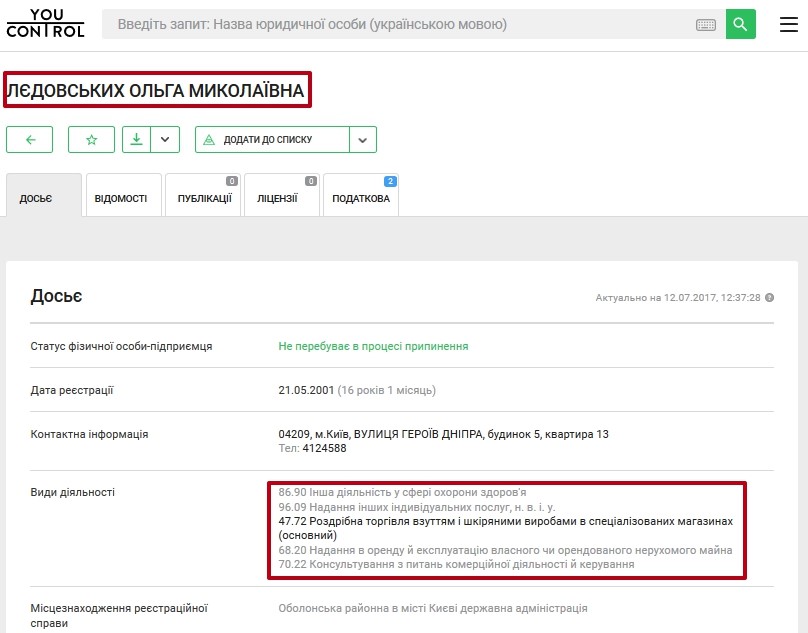 YOU
CONTROL
Введіть запит: Назва юридичної особи (українською мовою)
ЛЄДОВСЬКИХ ОЛЬГА МИКОЛАЇВНА
ДОДАТИ ДО СПИСКУ
ДОСЬЄ
ВІДОМОСТІ
ПУБЛІКАЦІЇ 0
ЛІЦЕНЗІЇ 0
ПОДАТКОВА 2
Досьє
Актуально на 12.07.2017, 12:37:28
Статус фізичної особи-підприємця
Не перебуває в процесі припинення
Дата реєстрації
21.05.2001 (16 років 1 місяць)
Контактна інформація
04209, м.Київ, ВУЛИЦЯ ГЕРОЇВ ДНІПРА, будинок 5, квартира 13
Тел: 4124588
Види діяльності
86.90 Інша діяльність у сфері охорони здоров'я
96.09 Надання інших індивідуальних послуг, н. в. і. у.
47.72 Роздрібна торгівля взуттям і шкіряними виробами в спеціалізованих магазинах
(основний)
68.20 Надання в оренду й експлуатацію власного чи орендованого нерухомого майна
70.22 Консультування з питань комерційної діяльності й керування
Місцезнаходження реєстраційної
справи
Оболонська районна в місті Києві державна адміністрація